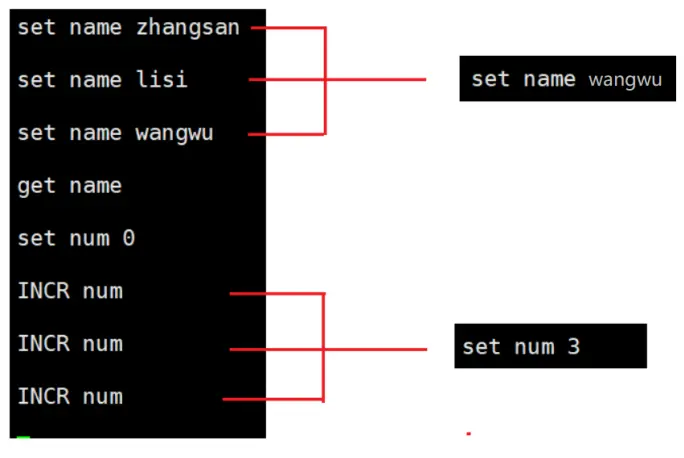 set name zhangsan
set name lisi
set name wangwu
get name
set num 0
INCR num
INCR num
INCR num
set name wangwu
set num 3